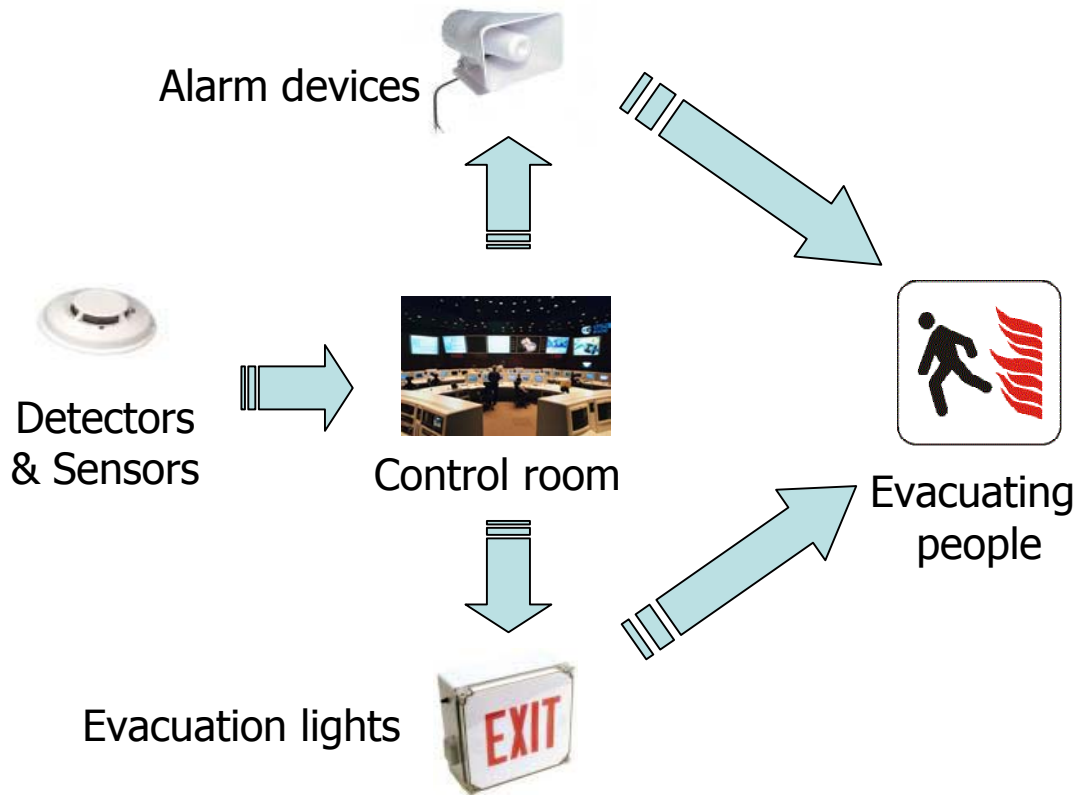 Alarm devices
Detectors
& Sensors
Control room
Evacuating
people
Evacuation lights
EXIT